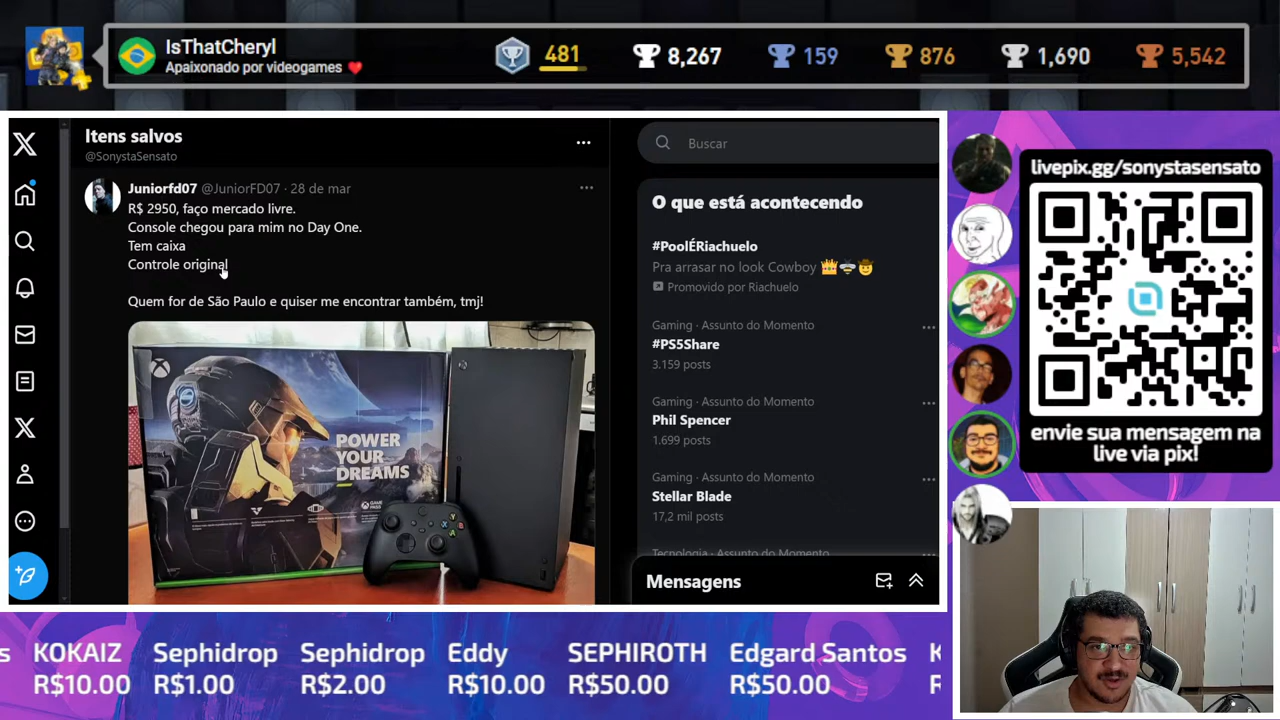 IsThatCheryl
Apaixonado por videogames ❤️
481
8,267
159
876
1,690
5,542
Itens salvos
@SonystaSensato
Juniorfd07 @JuniorFD07 · 28 de mar
R$ 2950, faço mercado livre.
Console chegou para mim no Day One.
Tem caixa
Controle original
Quem for de São Paulo e quiser me encontrar também, tmj!
POWER
YOUR
DREAMS
Buscar
O que está acontecendo
#PoolÉRiachuelo
Pra arrasar no look Cowboy 👑🐝🤠
Promovido por Riachuelo
Gaming · Assunto do Momento
#PS5Share
3.159 posts
Gaming · Assunto do Momento
Phil Spencer
1.699 posts
Gaming · Assunto do Momento
Stellar Blade
17,2 mil posts
Tecnologia · Assunto do Momento
Mensagens
livepix.gg/sonystasensato
envie sua mensagem na
live via pix!
s KOKAIZ Sephidrop Sephidrop Eddy SEPHIROTH Edgard Santos K
R$10.00 R$1.00 R$2.00 R$10.00 R$50.00 R$50.00 R